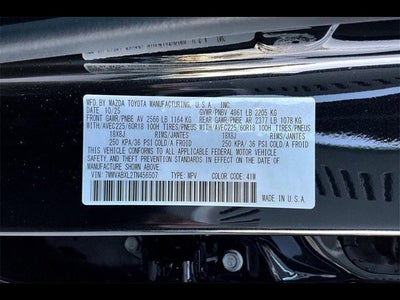 MFD. BY MAZDA TOYOTA MANUFACTURING, U.S.A. INC.
DATE 10/25 GVWR/PNBV 4861 LB 2205 KG
FRONT GAWR/PNBE AV 2566 LB 1164 KG REAR GAWR/PNBE AR 2377 LB 1078 KG
WITH/AVEC225/60R18 100H TIRES/PNEUS WITH/AVEC225/60R18 100H TIRES/PNEUS
18X8J RIMS/JANTES 18X8J RIMS/JANTES
250 KPA/36 PSI COLD/A FROID 250 KPA/36 PSI COLD/A FROID
THIS VEHICLE CONFORMS TO ALL APPLICABLE FEDERAL MOTOR VEHICLE
SAFETY AND THEFT PREVENTION STANDARDS IN EFFECT ON THE DATE OF
MANUFACTURE SHOWN ABOVE.
VIN: 7MMVABXL2TN456507 TYPE: MPV COLOR CODE: 41W
MADE IN U.S.A.